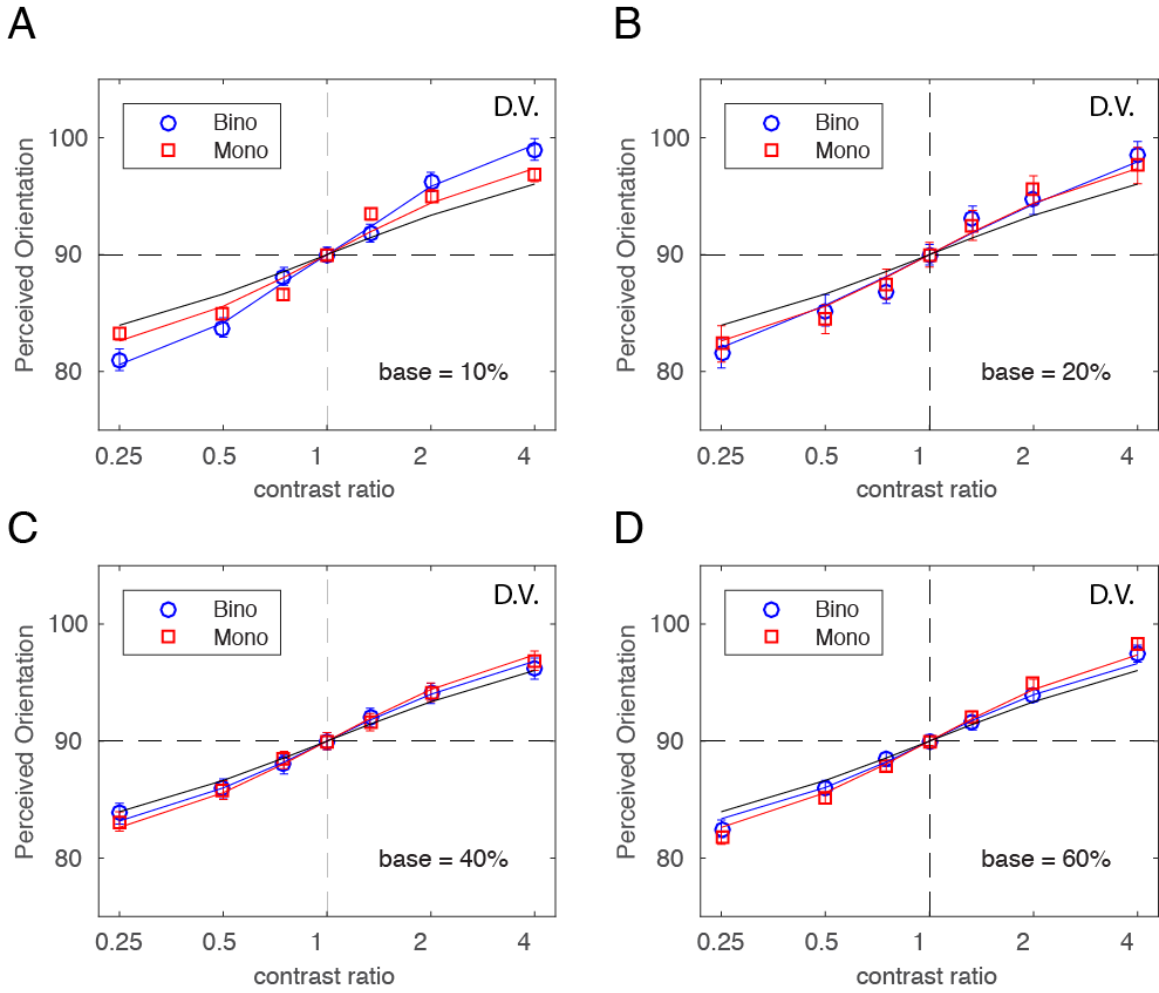 A
D.V.
Bino
Mono
Perceived Orientation
100
90
80
base = 10%
0.25 0.5 1 2 4
contrast ratio
B
D.V.
Bino
Mono
Perceived Orientation
100
90
80
base = 20%
0.25 0.5 1 2 4
contrast ratio
C
D.V.
Bino
Mono
Perceived Orientation
100
90
80
base = 40%
0.25 0.5 1 2 4
contrast ratio
D
D.V.
Bino
Mono
Perceived Orientation
100
90
80
base = 60%
0.25 0.5 1 2 4
contrast ratio